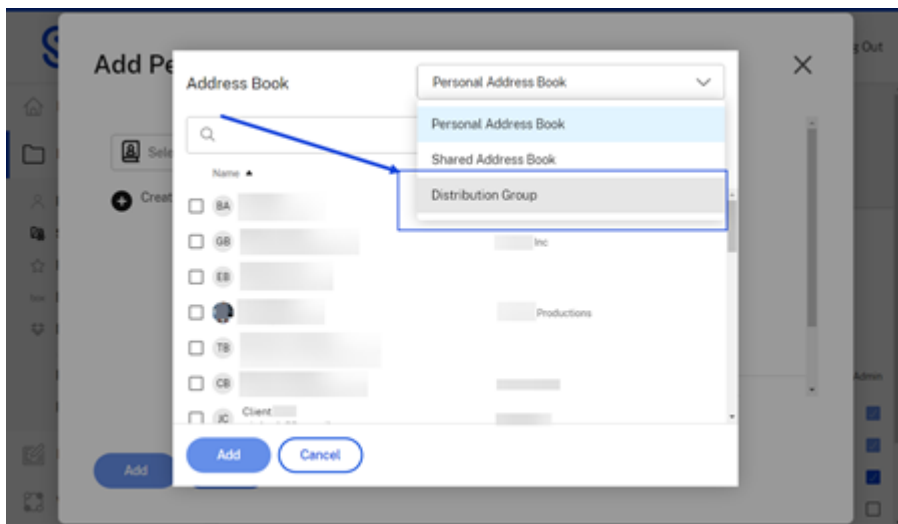 S
g Out
Add Pe
Address Book
Personal Address Book
Personal Address Book
Shared Address Book
Distribution Group
Sele
Name ▲
Creat
BA
GB
Inc
EB
Productions
TB
CB
JC Client
Admin
Add
Cancel
Add